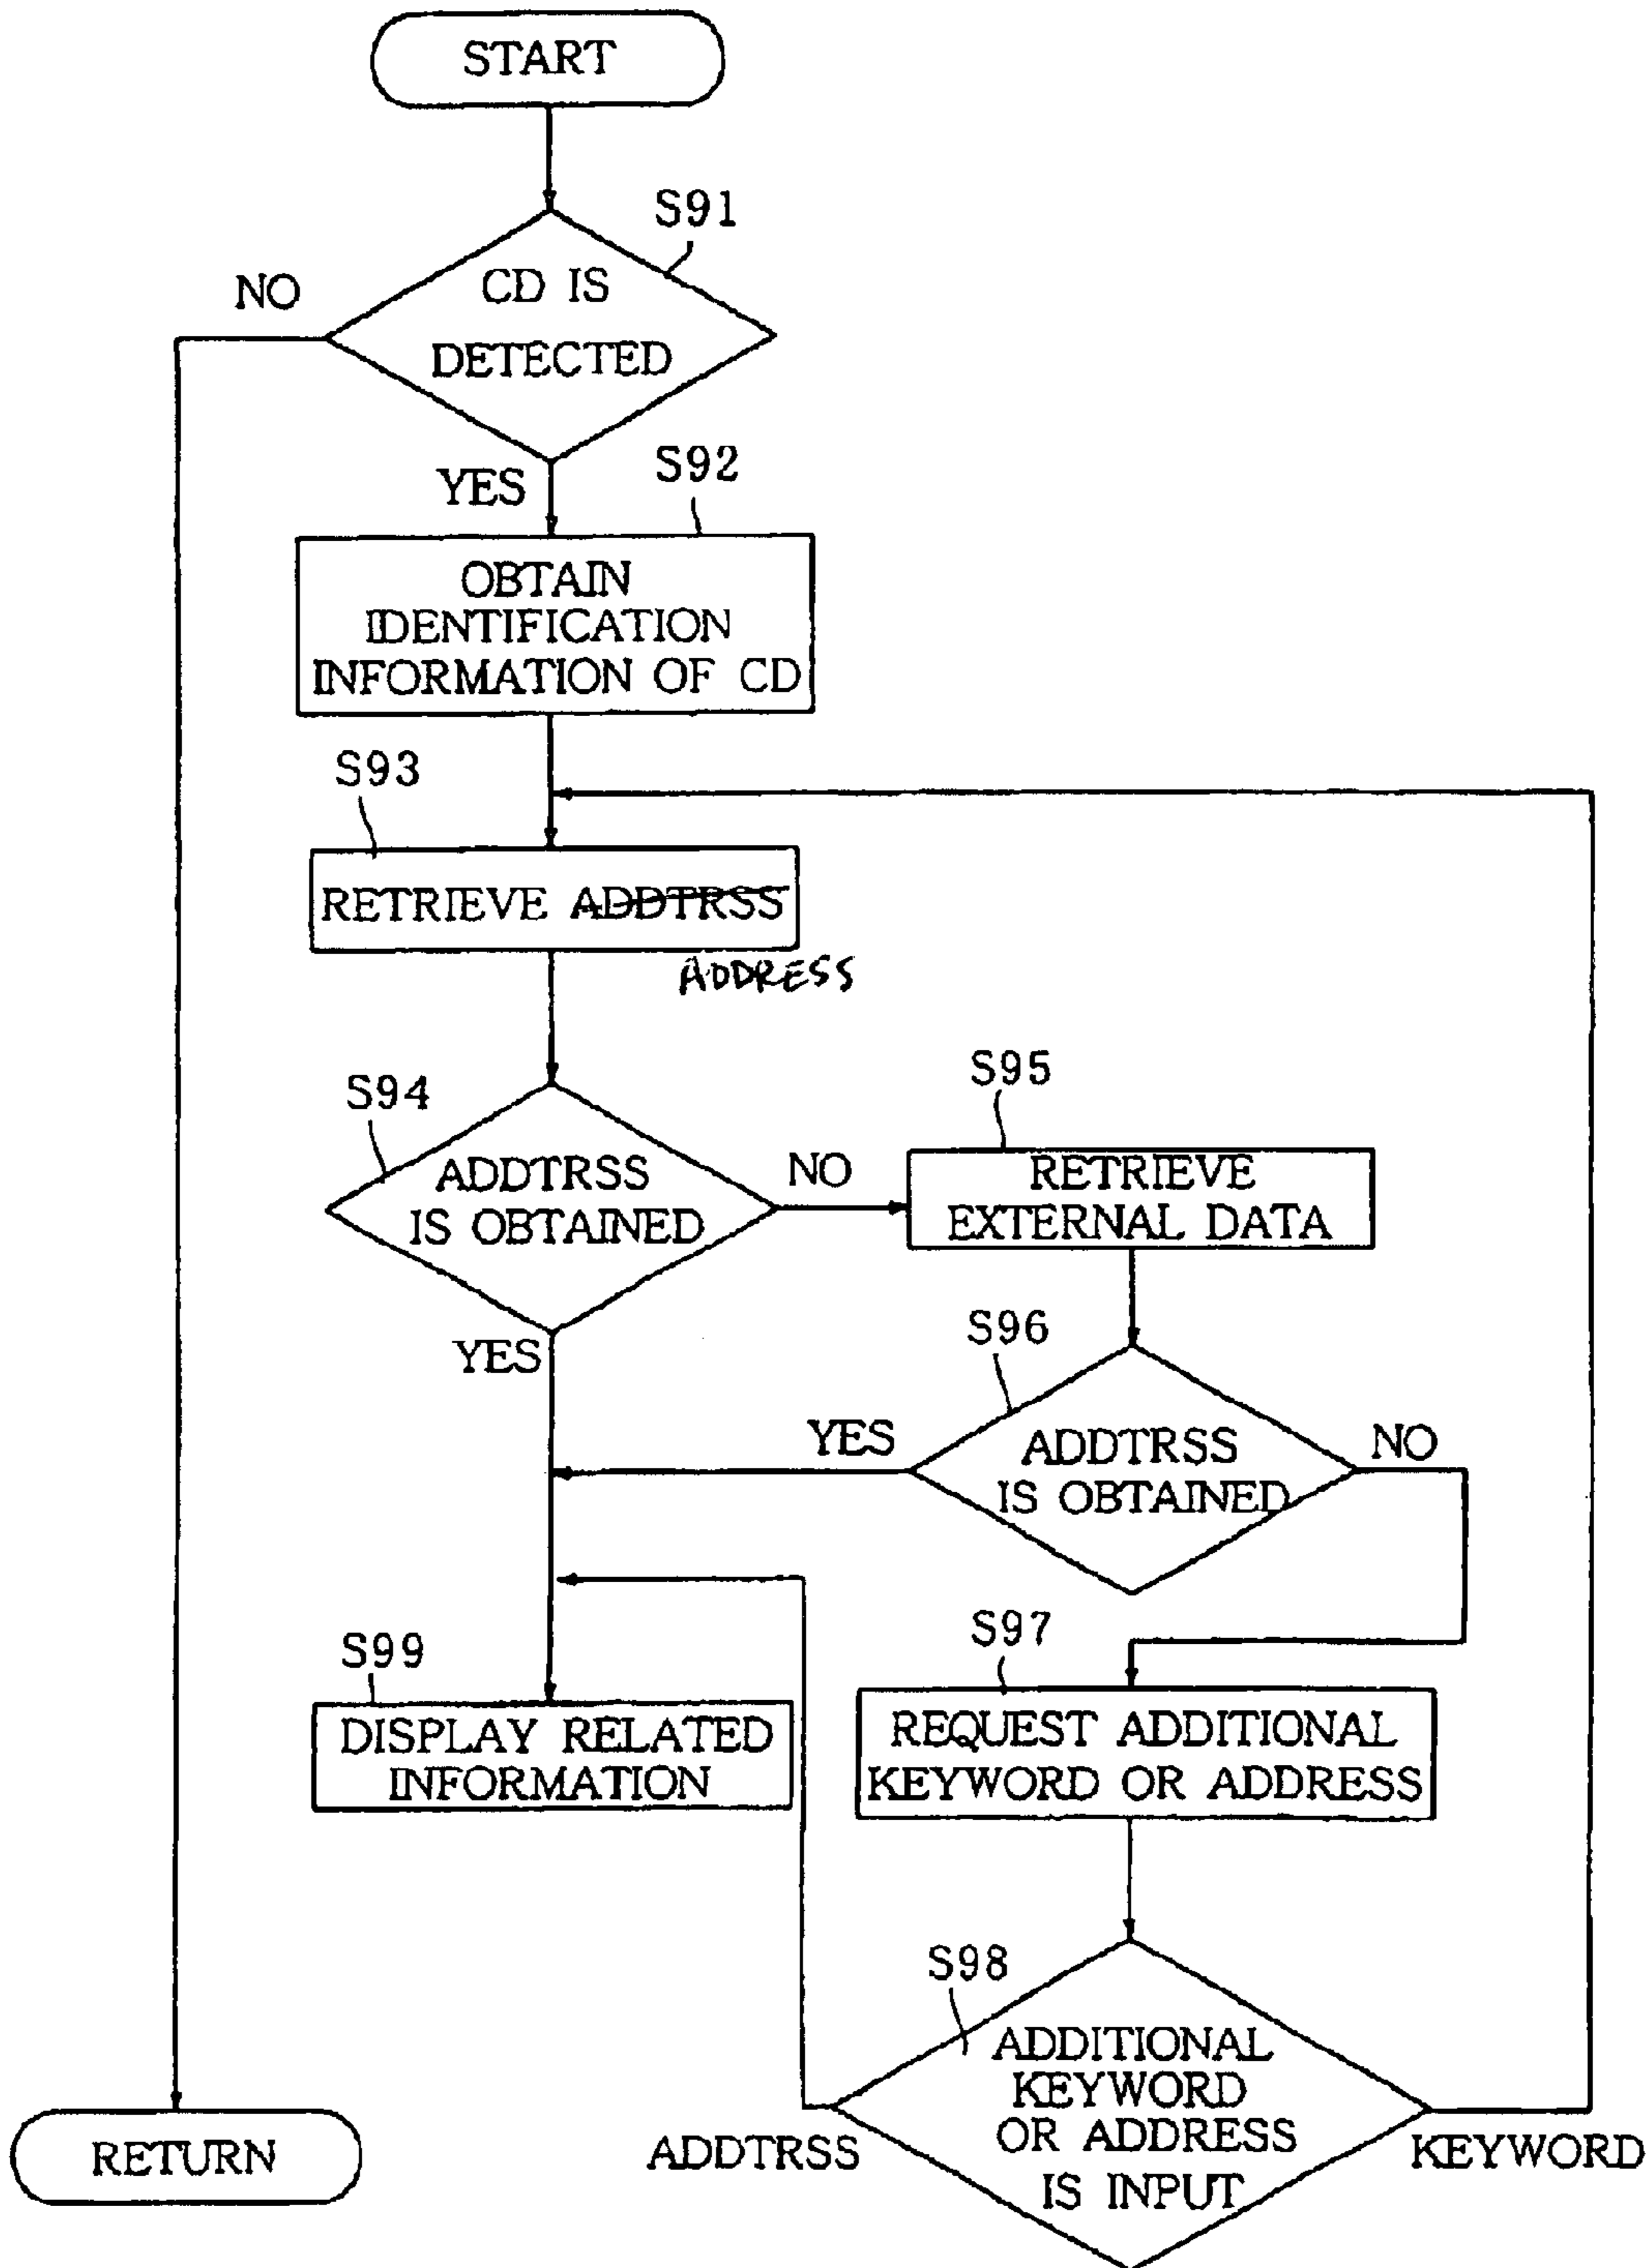 START
S91
NO
CD IS
DETECTED
YES
S92
OBTAIN
IDENTIFICATION
INFORMATION OF CD
S93
RETRIEVE ADDTRSS
ADDRESS
S94
ADDTRSS
IS OBTAINED
NO
S95
RETRIEVE
EXTERNAL DATA
YES
S96
YES
ADDTRSS
IS OBTAINED
NO
S97
S99
DISPLAY RELATED
INFORMATION
REQUEST ADDITIONAL
KEYWORD OR ADDRESS
S98
ADDITIONAL
KEYWORD
OR ADDRESS
IS INPUT
RETURN
ADDTRSS
KEYWORD